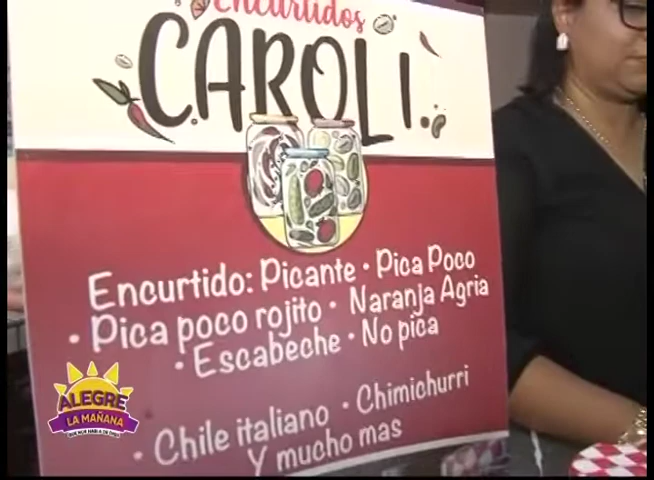 Encurtidos
CAROLI.
Encurtido: Picante • Pica Poco
• Pica poco rojito • Naranja Agria
• Escabeche • No pica
• Chile italiano • Chimichurri
Y mucho mas
ALEGRE
LA MAÑANA